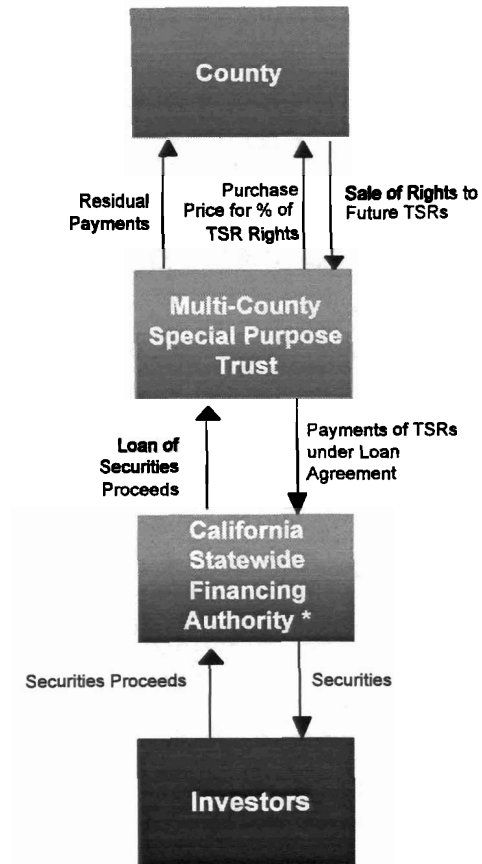 County
Residual
Payments
Purchase
Price for % of
TSR Rights
Sale of Rights to
Future TSRs
Multi-County
Special Purpose
Trust
Loan of
Securities
Proceeds
Payments of TSRs
under Loan
Agreement
California
Statewide
Financing
Authority *
Securities Proceeds
Securities
Investors